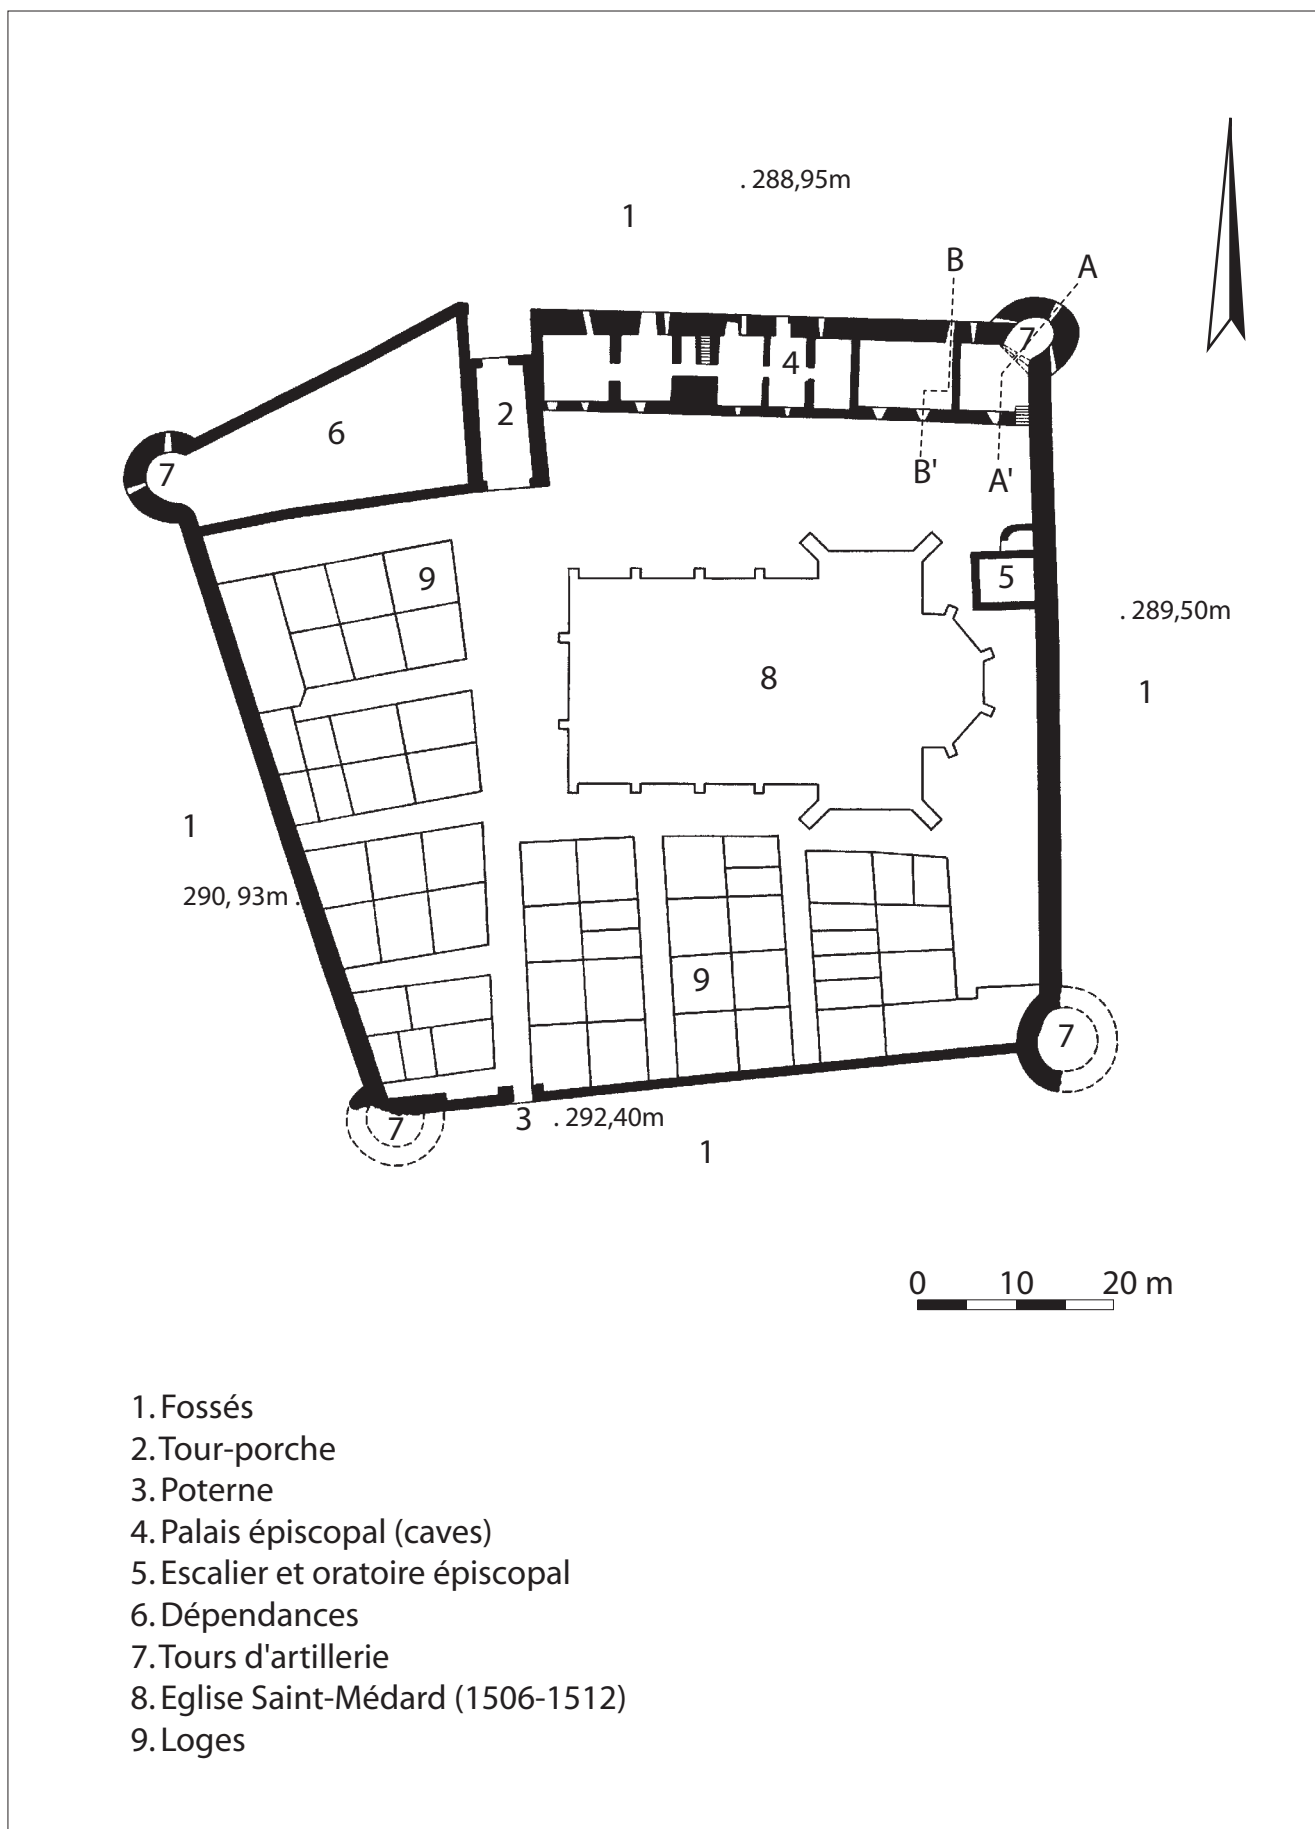 . 288,95m
1
B
A
7
4
2
6
7
B'
A'
9
5
. 289,50m
8
1
1
290, 93m .
9
7
3
. 292,40m
7
1
0 10 20 m
1. Fossés
2. Tour-porche
3. Poterne
4. Palais épiscopal (caves)
5. Escalier et oratoire épiscopal
6. Dépendances
7. Tours d'artillerie
8. Eglise Saint-Médard (1506-1512)
9. Loges